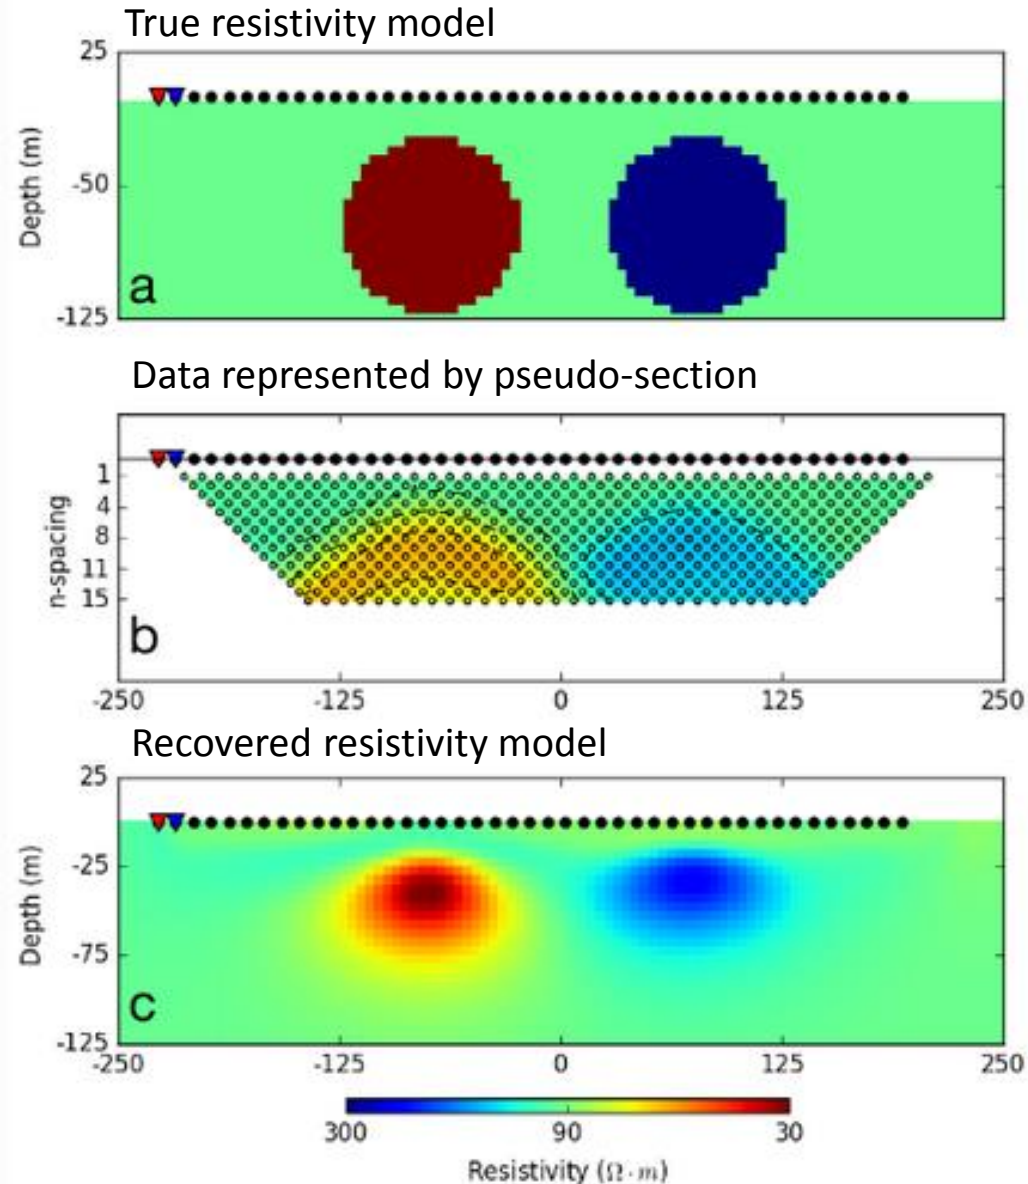 True resistivity model
25
-50
-125
Depth (m)
a
Data represented by pseudo-section
1
4
8
11
15
n-spacing
b
-250 -125 0 125 250
Recovered resistivity model
25
-25
-75
-125
Depth (m)
c
-250 -125 0 125 250
300 90 30
Resistivity (Ω · m)